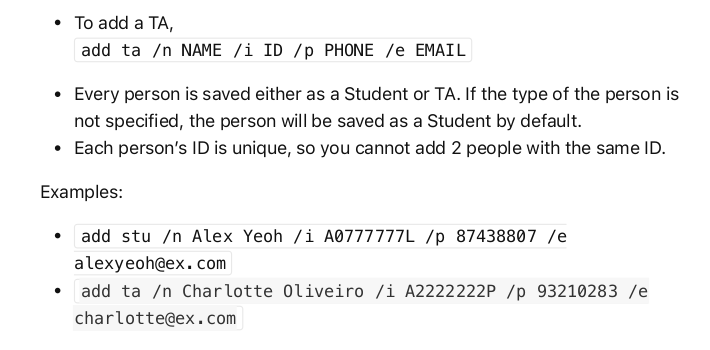 To add a TA,
add ta /n NAME /i ID /p PHONE /e EMAIL
Every person is saved either as a Student or TA. If the type of the person is
not specified, the person will be saved as a Student by default.
Each person’s ID is unique, so you cannot add 2 people with the same ID.
Examples:
add stu /n Alex Yeoh /i A0777777L /p 87438807 /e
alexyeoh@ex.com
add ta /n Charlotte Oliveiro /i A2222222P /p 93210283 /e
charlotte@ex.com